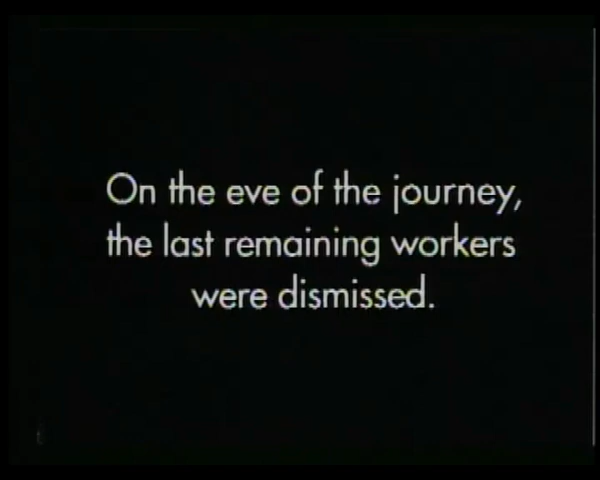 On the eve of the journey,
the last remaining workers
were dismissed.